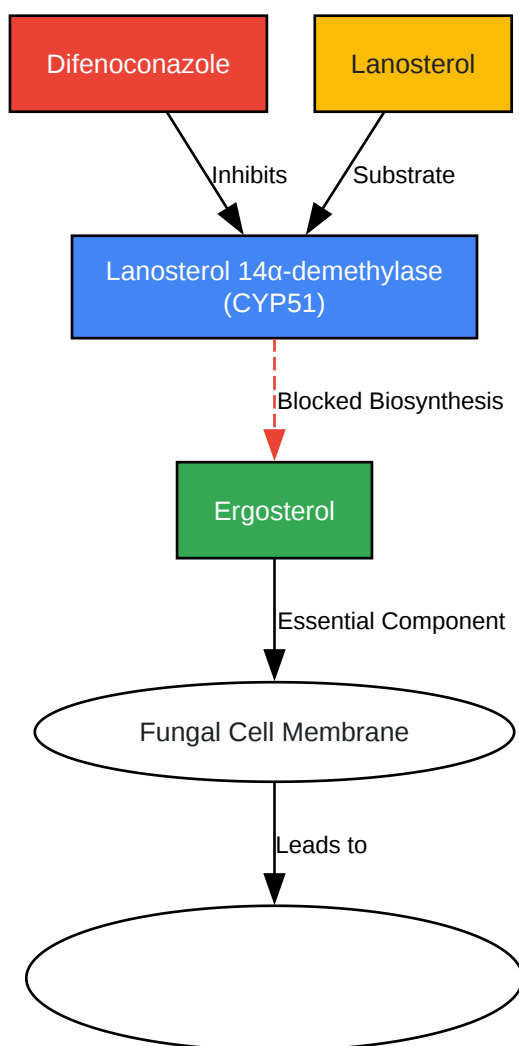 Difenoconazole
Lanosterol
Inhibits
Substrate
Lanosterol 14α-demethylase
(CYP51)
Blocked Biosynthesis
Ergosterol
Essential Component
Fungal Cell Membrane
Leads to